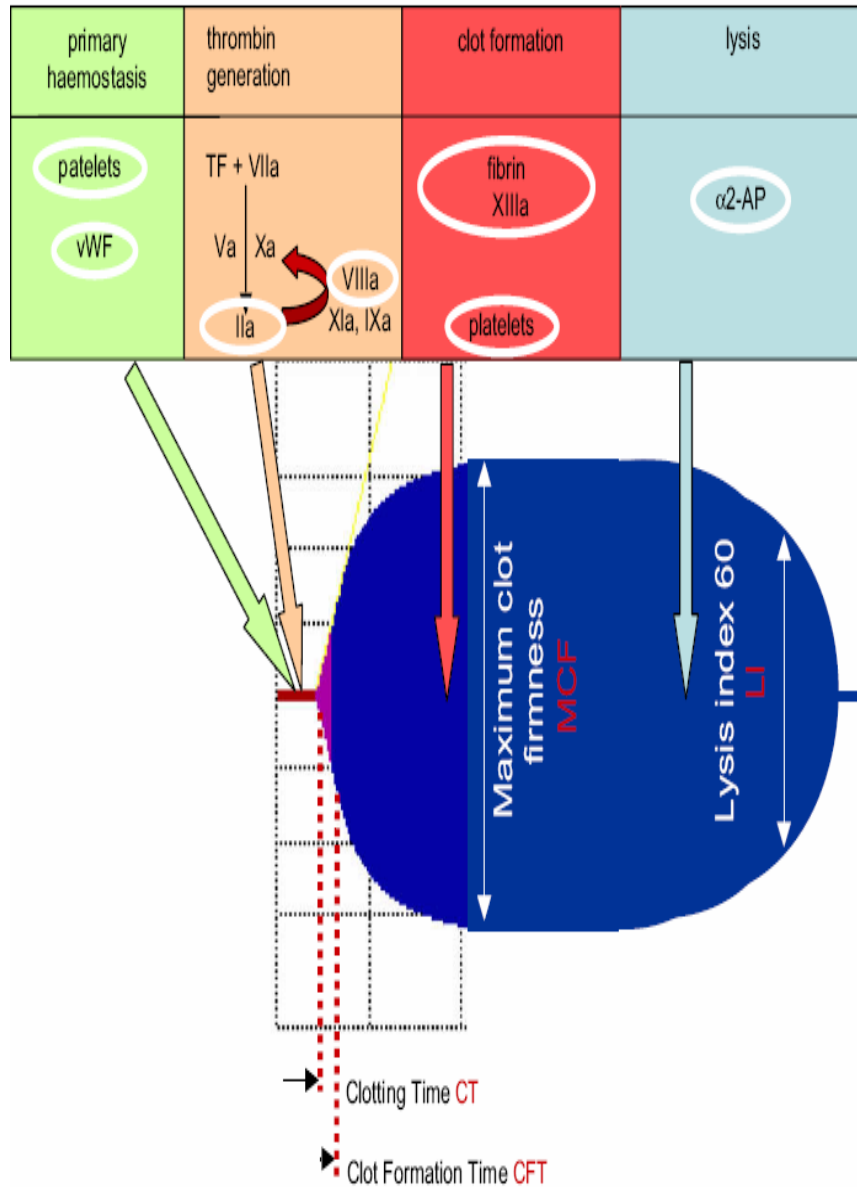 primary
haemostasis
thrombin
generation
clot formation
lysis
patelets
vWF
TF + VIIa
Va Xa
VIIIa
IIa
XIa, IXa
fibrin
XIIIa
platelets
α2-AP
Maximum clot
firmness
MCF
Lysis index 60
LI
Clotting Time CT
Clot Formation Time CFT